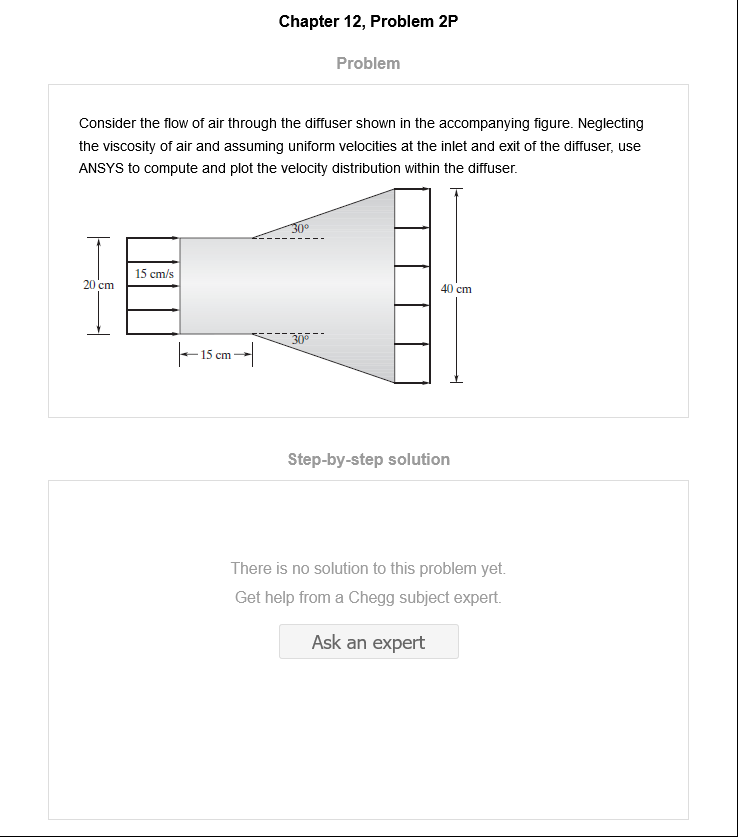 Chapter 12, Problem 2P
Problem
Consider the flow of air through the diffuser shown in the accompanying figure. Neglecting
the viscosity of air and assuming uniform velocities at the inlet and exit of the diffuser, use
ANSYS to compute and plot the velocity distribution within the diffuser.
30°
15 cm/s
20 cm
40 cm
30°
15 cm
Step-by-step solution
There is no solution to this problem yet.
Get help from a Chegg subject expert.
Ask an expert